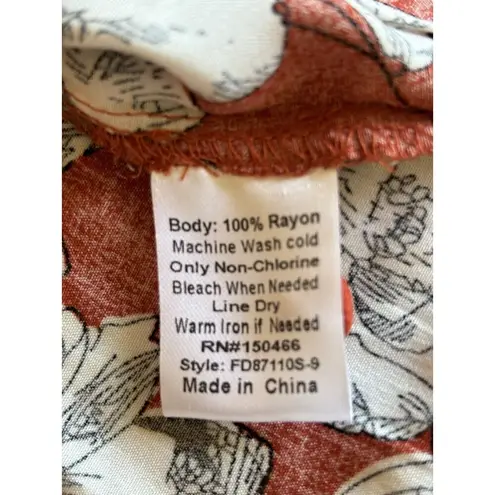 Body: 100% Rayon
Machine Wash cold
Only Non-Chlorine
Bleach When Needed
Line Dry
Warm Iron if Needed
RN#150466
Style: FD87110S-9
Made in China